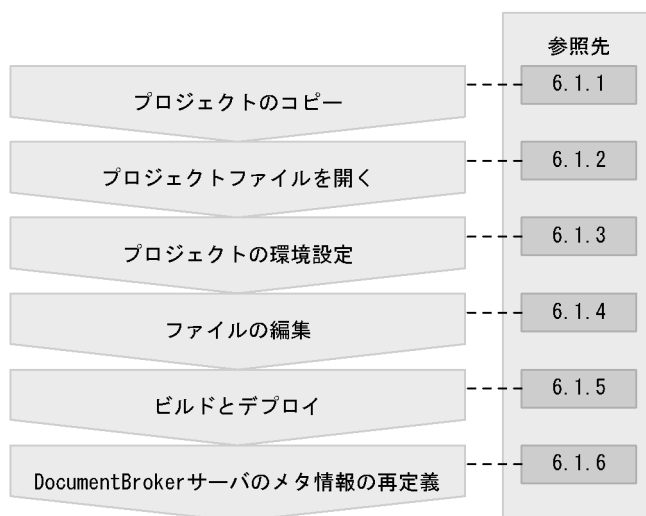 参照先
プロジェクトのコピー
6.1.1
プロジェクトファイルを開く
6.1.2
プロジェクトの環境設定
6.1.3
ファイルの編集
6.1.4
ビルドとデプロイ
6.1.5
DocumentBrokerサーバのメタ情報の再定義
6.1.6